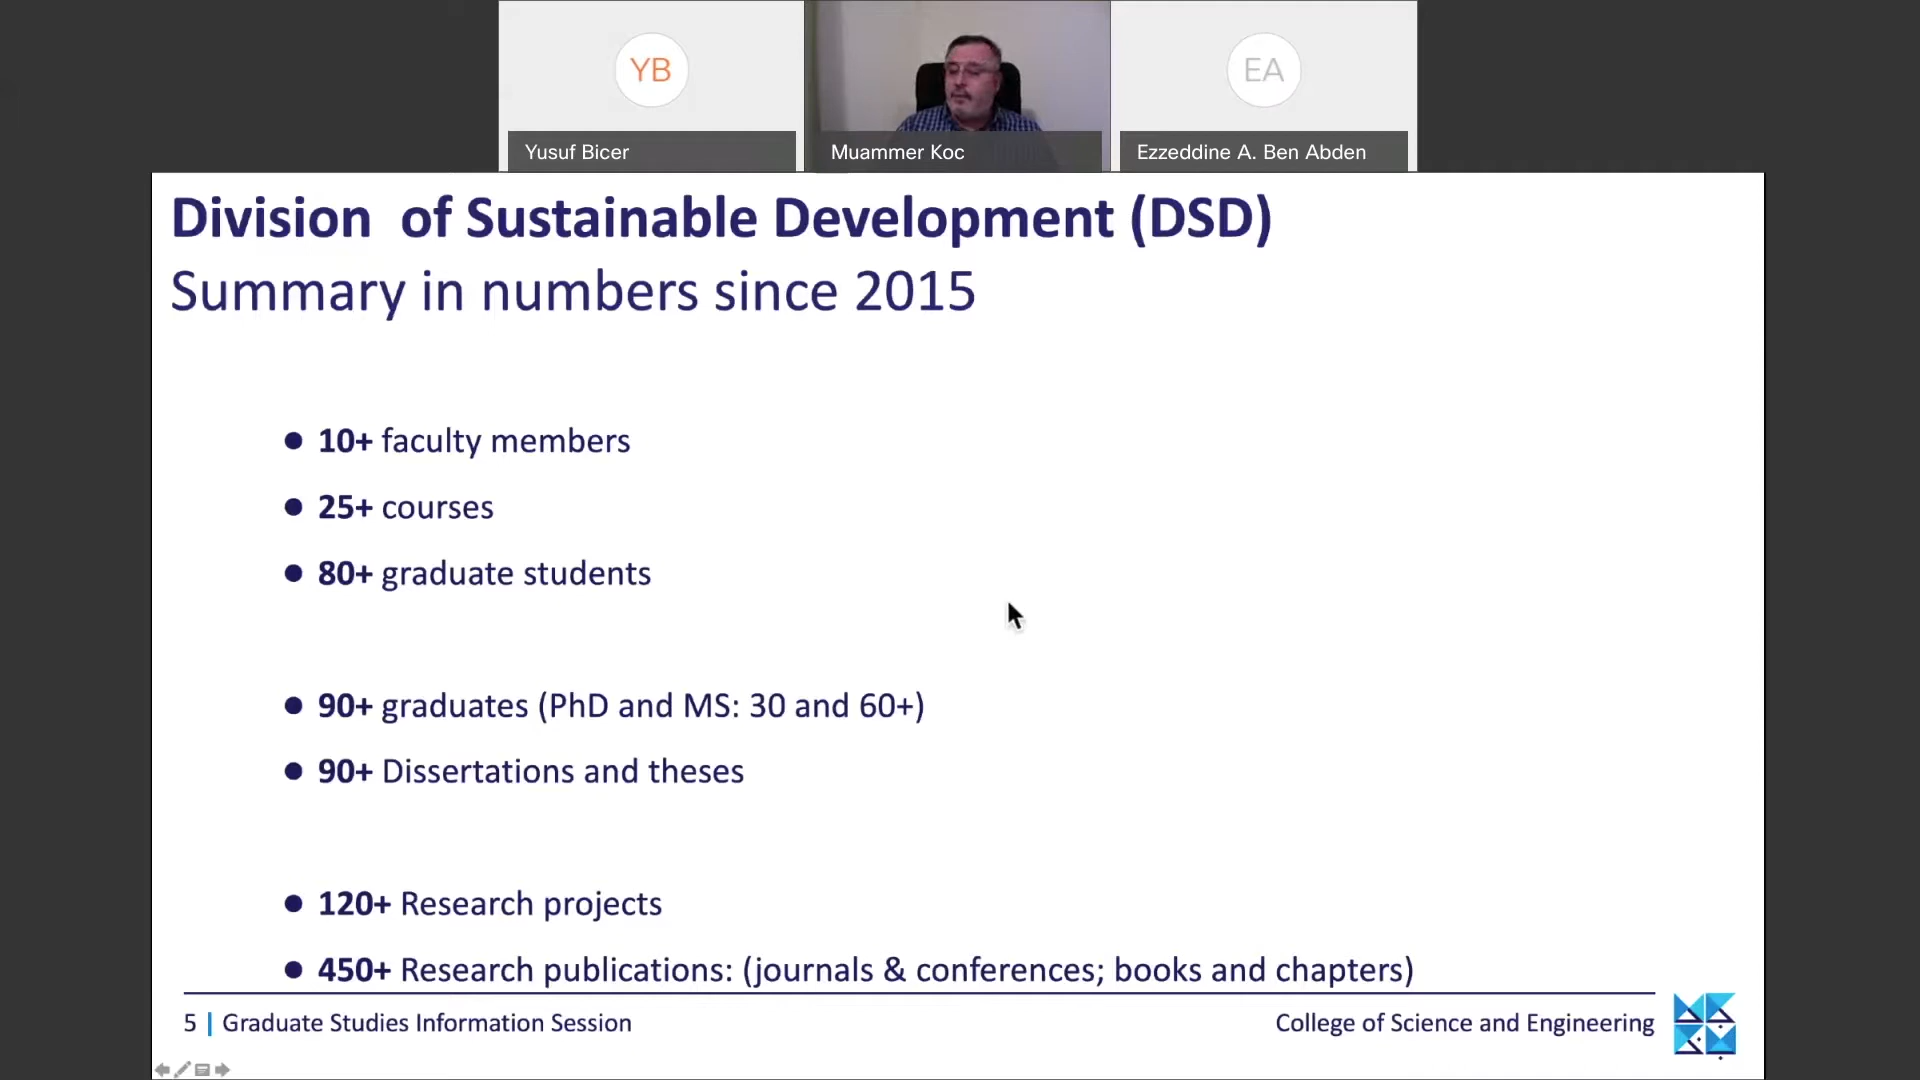 YB
EA
Yusuf Bicer
Muammer Koc
Ezzeddine A. Ben Abden
Division  of Sustainable Development (DSD)
Summary in numbers since 2015
● 10+ faculty members
● 25+ courses
● 80+ graduate students
● 90+ graduates (PhD and MS: 30 and 60+)
● 90+ Dissertations and theses
● 120+ Research projects
● 450+ Research publications: (journals & conferences; books and chapters)
5 | Graduate Studies Information Session
College of Science and Engineering